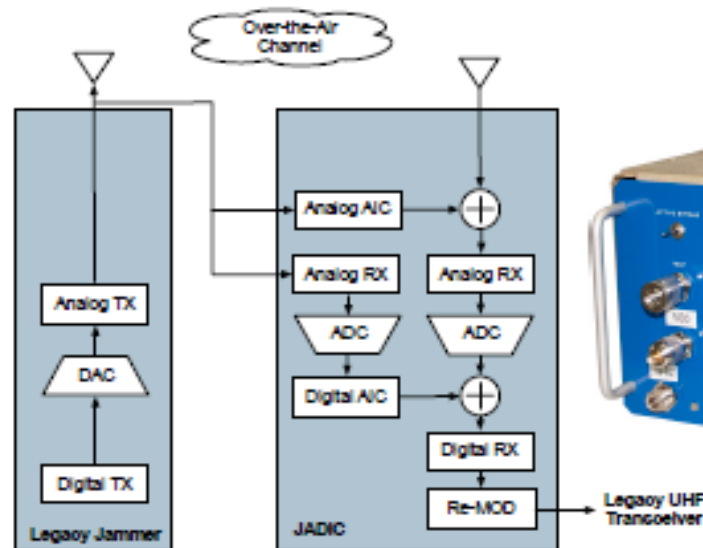 Over-the-Air
Channel
Analog AIC
Analog RX
Analog RX
Analog TX
ADC
ADC
DAC
Digital AIC
Digital RX
Digital TX
Re-MOD
Legacy UHF
Transceiver
Legacy Jammer
JADIC